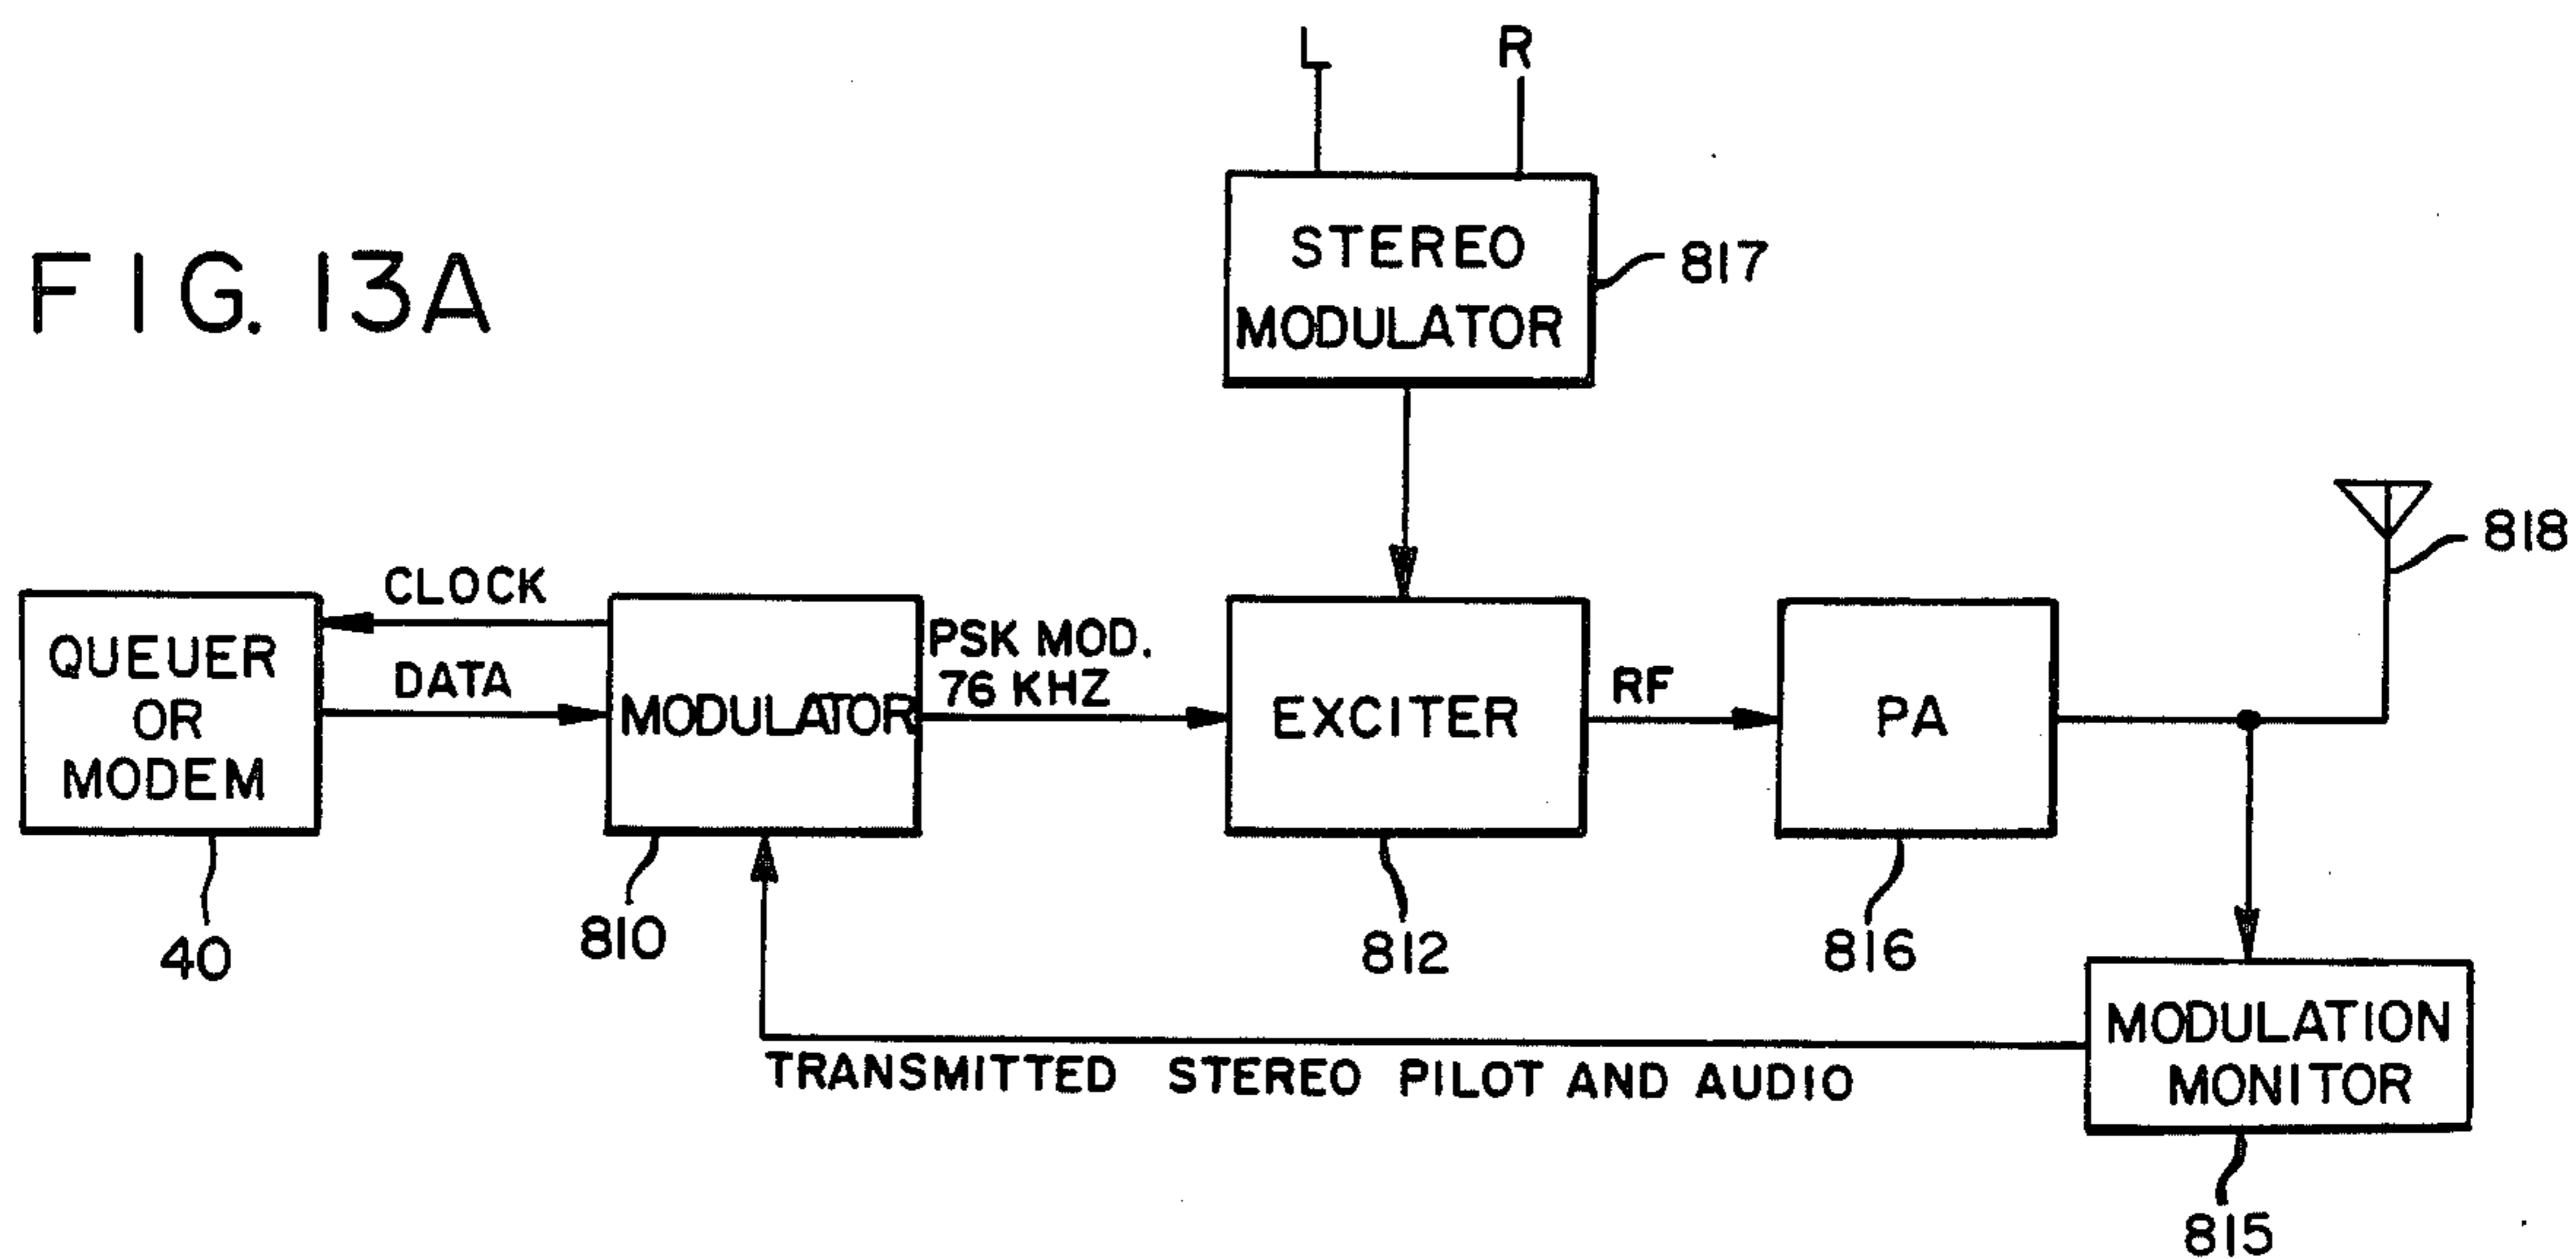 L R
STEREO
MODULATOR
817
FIG. 13A
818
CLOCK
DATA
QUEUER
OR
MODEM
40
MODULATOR
810
PSK MOD.
76 KHZ
EXCITER
812
RF
PA
816
MODULATION
MONITOR
815
TRANSMITTED STEREO PILOT AND AUDIO